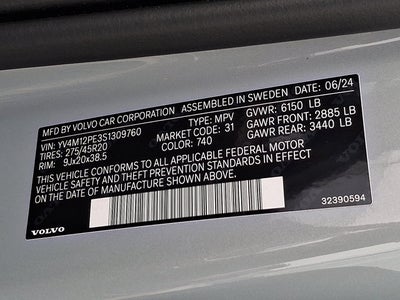 MFD BY VOLVO CAR CORPORATION ASSEMBLED IN SWEDEN DATE 06/24
VIN: YV4M12PE3S1309760 TYPE: MPV GVWR: 6150 LB
TIRES: 275/45R20 MARKET: 31 GAWR FRONT: 2885 LB
RIM: 9Jx20x38.5 COLOR: 740 GAWR REAR: 3440 LB
THIS VEHICLE CONFORMS TO ALL APPLICABLE FEDERAL MOTOR
VEHICLE SAFETY AND THEFT PREVENTION STANDARDS IN EFFECT
ON THE DATE OF MANUFACTURE SHOWN ABOVE.
VOLVO 32390594